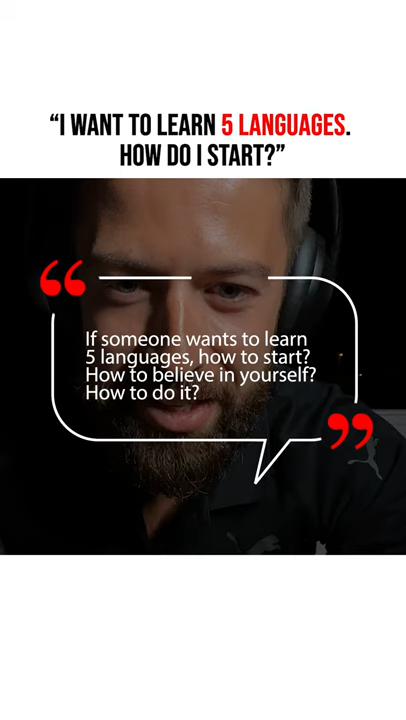 “I WANT TO LEARN 5 LANGUAGES.
HOW DO I START?”
If someone wants to learn
5 languages, how to start?
How to believe in yourself?
How to do it?